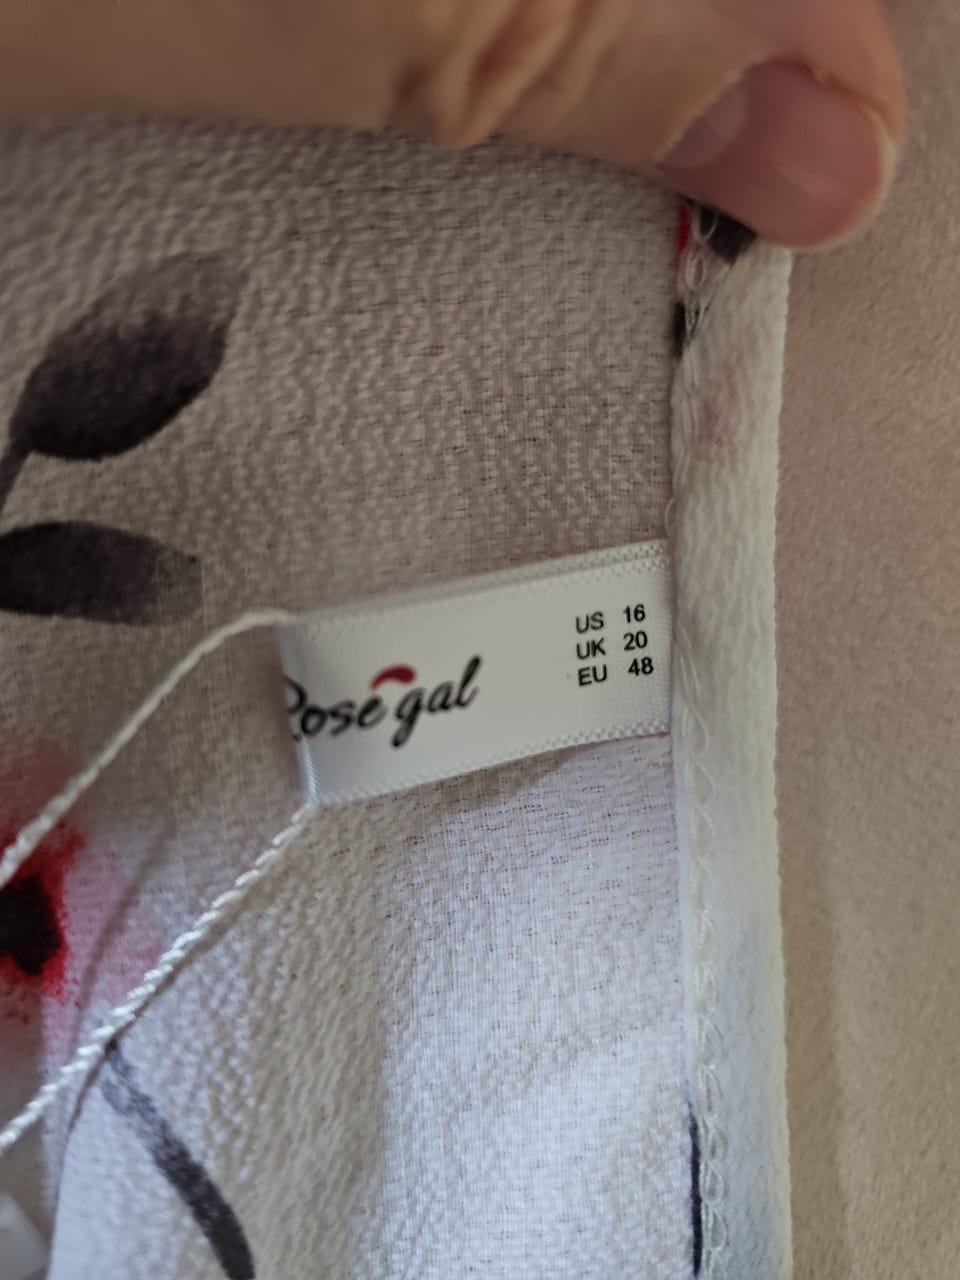 Rosegal
US 16
UK 20
EU 48